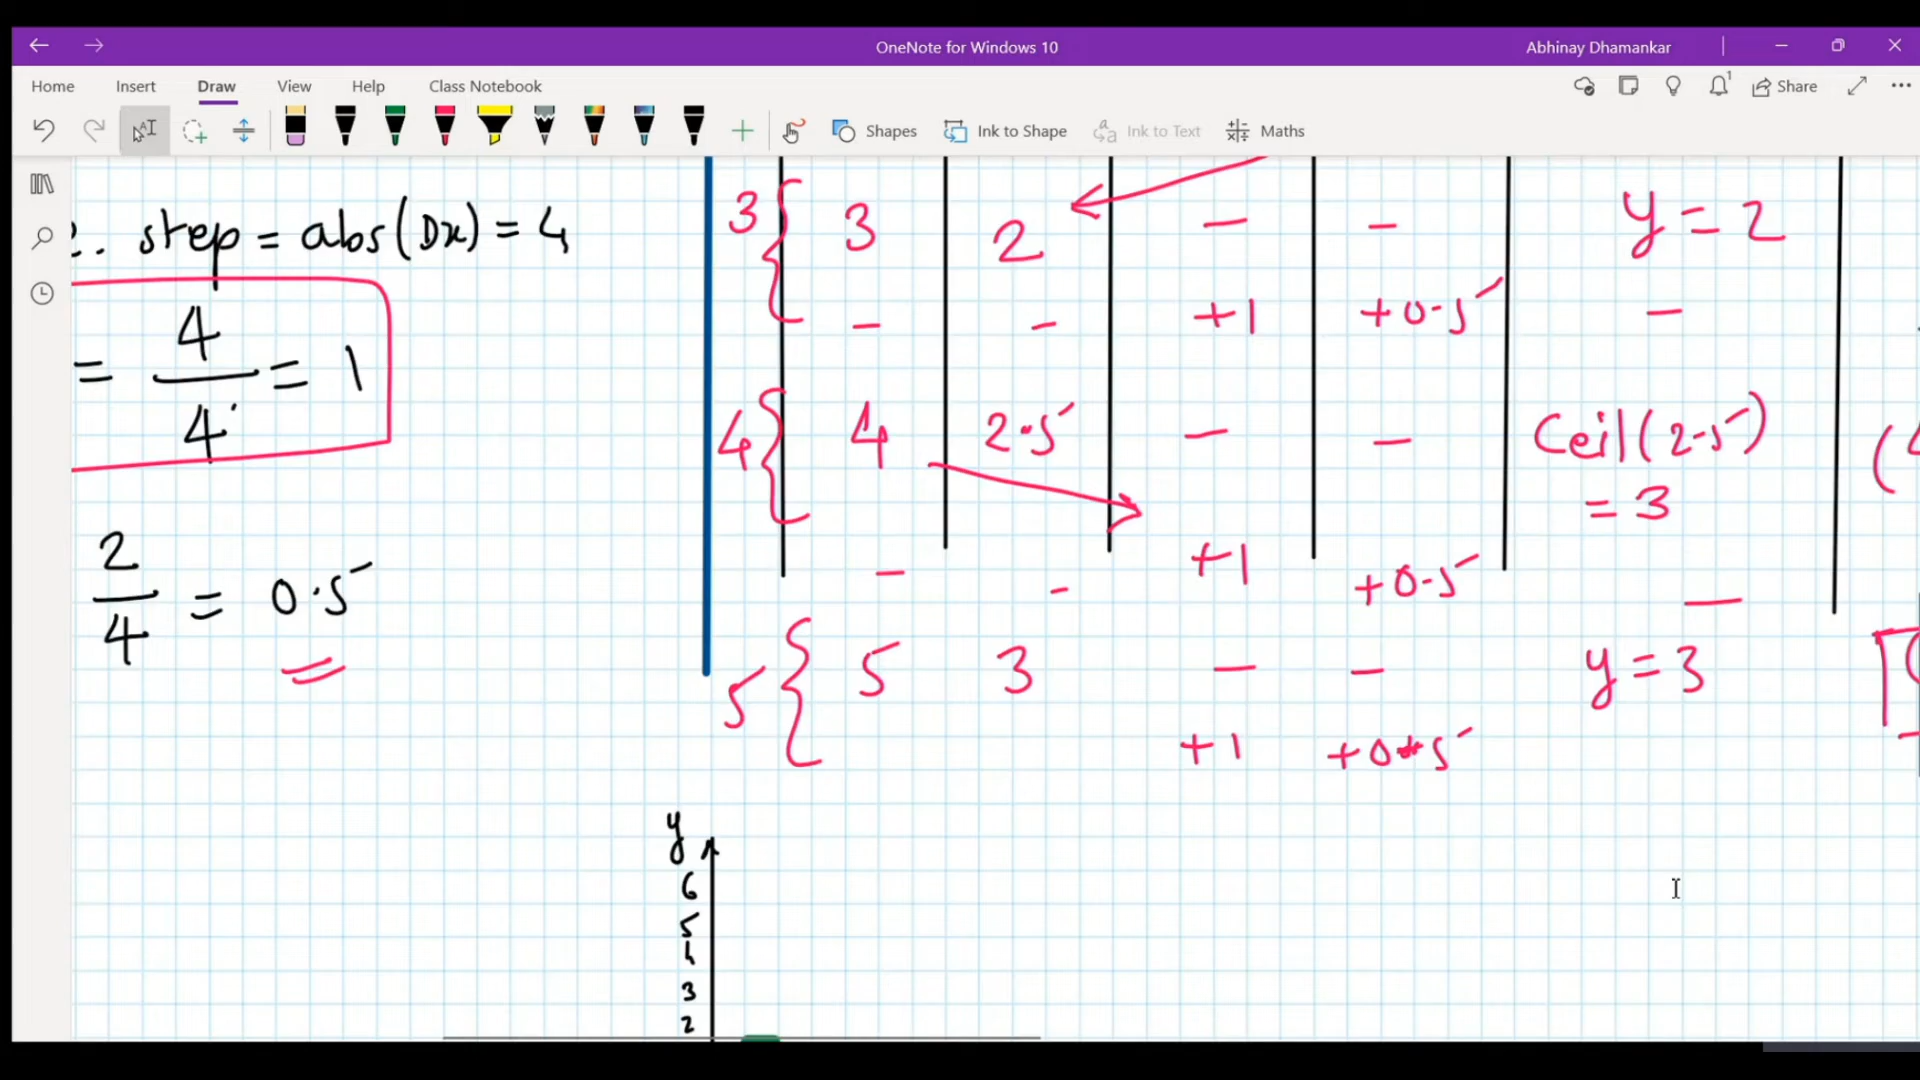 OneNote for Windows 10
Abhinay Dhamankar
Home Insert Draw View Help Class Notebook
Share
Shapes Ink to Shape Ink to Text Maths
. step = abs(Dx) = 4
= 4/4 = 1
2/4 = 0.5
3 { 3 2 - - y = 2
- - +1 +0.5 -
4 { 4 2.5 - - Ceil(2.5)
= 3
- - +1 +0.5 -
5 { 5 3 - - y = 3
+1 +0.5
y
6
5
4
3
2